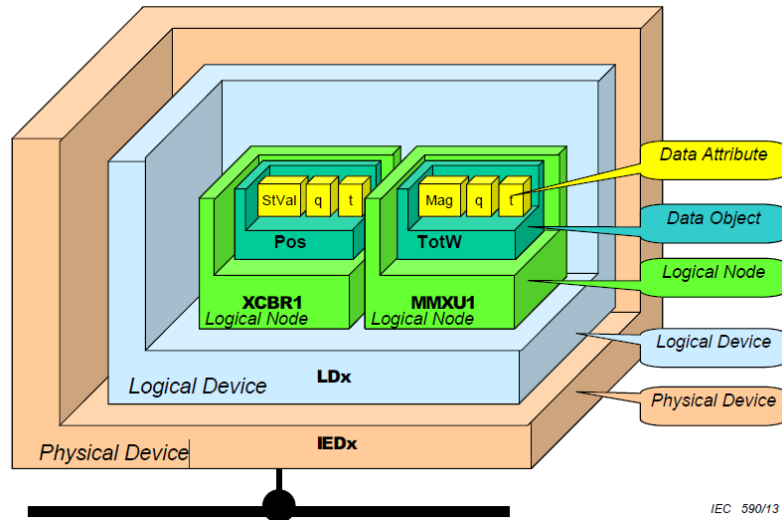 Data Attribute
StVal q t
Mag q t
Data Object
Pos
TotW
Logical Node
XCBR1
Logical Node
MMXU1
Logical Node
Logical Device
Logical Device
LDx
Physical Device
Physical Device
IEDx
IEC 590/13